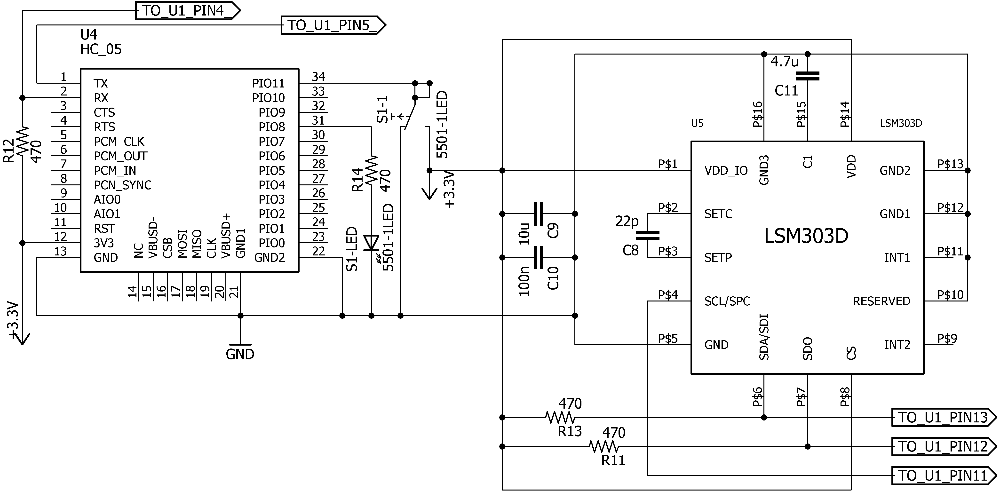 TO_U1_PIN4_
TO_U1_PIN5_
U4
HC_05
1
2
3
4
5
6
7
8
9
10
11
12
13
TX
RX
CTS
RTS
PCM_CLK
PCM_OUT
PCM_IN
PCN_SYNC
AIO0
AIO1
RST
3V3
GND
NC
VBUSD-
CSB
MOSI
MISO
CLK
VBUSD+
GND1
14
15
16
17
18
19
20
21
PIO11
PIO10
PIO9
PIO8
PIO7
PIO6
PIO5
PIO4
PIO3
PIO2
PIO1
PIO0
GND2
34
33
32
31
30
29
28
27
26
25
24
23
22
R12
470
+3.3V
GND
R14
470
S1-LED
5501-1LED
S1-1
5501-1LED
+3.3V
10u
C9
100n
C10
22p
C8
4.7u
C11
U5
LSM303D
LSM303D
P$1
P$2
P$3
P$4
P$5
VDD_IO
SETC
SETP
SCL/SPC
GND
P$16
P$15
P$14
GND3
C1
VDD
GND2
GND1
INT1
RESERVED
INT2
P$13
P$12
P$11
P$10
P$9
SDA/SDI
SDO
CS
P$6
P$7
P$8
470
R13
470
R11
TO_U1_PIN13
TO_U1_PIN12
TO_U1_PIN11